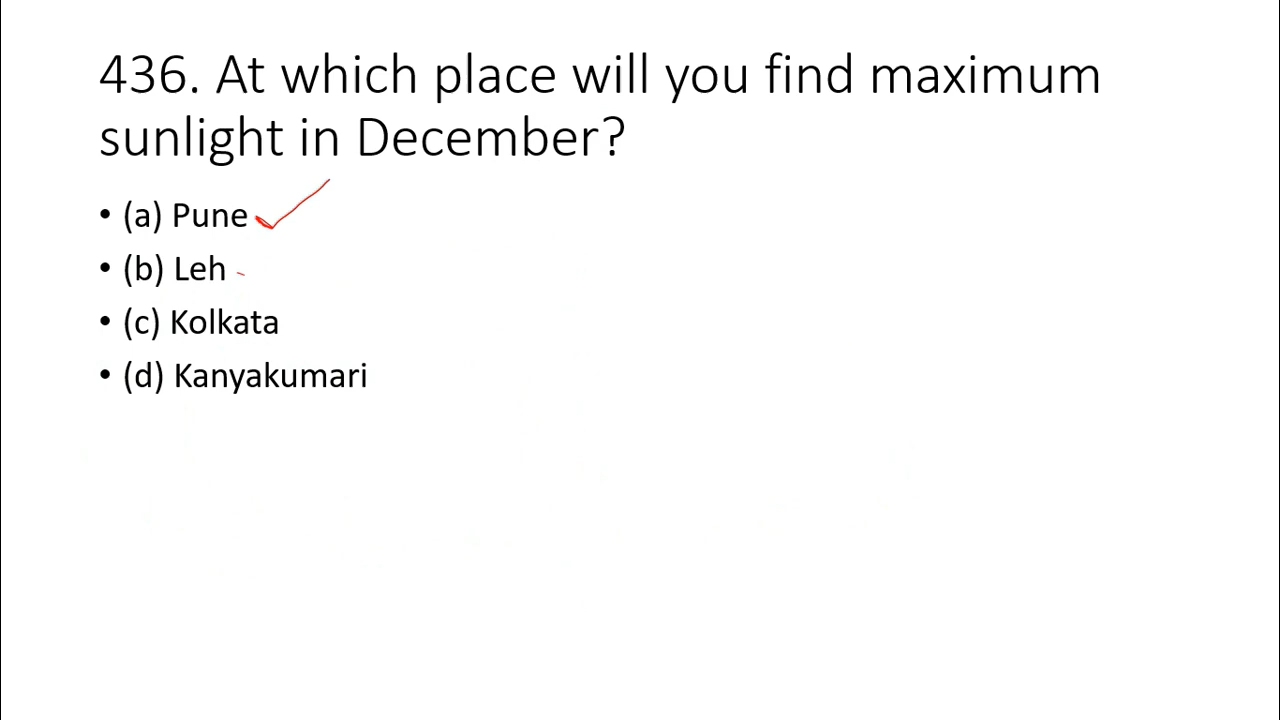 436. At which place will you find maximum
sunlight in December?
• (a) Pune
• (b) Leh
• (c) Kolkata
• (d) Kanyakumari